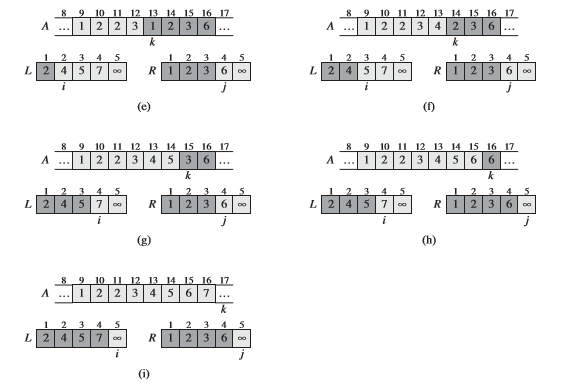 8 9 10 11 12 13 14 15 16 17
A ... 1 2 2 3 1 2 3 6 ...
k
1 2 3 4 5
L 2 4 5 7 ∞
i
1 2 3 4 5
R 1 2 3 6 ∞
j
(e)
8 9 10 11 12 13 14 15 16 17
A ... 1 2 2 3 4 2 3 6 ...
k
1 2 3 4 5
L 2 4 5 7 ∞
i
1 2 3 4 5
R 1 2 3 6 ∞
j
(f)
8 9 10 11 12 13 14 15 16 17
A ... 1 2 2 3 4 5 3 6 ...
k
1 2 3 4 5
L 2 4 5 7 ∞
i
1 2 3 4 5
R 1 2 3 6 ∞
j
(g)
8 9 10 11 12 13 14 15 16 17
A ... 1 2 2 3 4 5 6 6 ...
k
1 2 3 4 5
L 2 4 5 7 ∞
i
1 2 3 4 5
R 1 2 3 6 ∞
j
(h)
8 9 10 11 12 13 14 15 16 17
A ... 1 2 2 3 4 5 6 7 ...
k
1 2 3 4 5
L 2 4 5 7 ∞
i
1 2 3 4 5
R 1 2 3 6 ∞
j
(i)